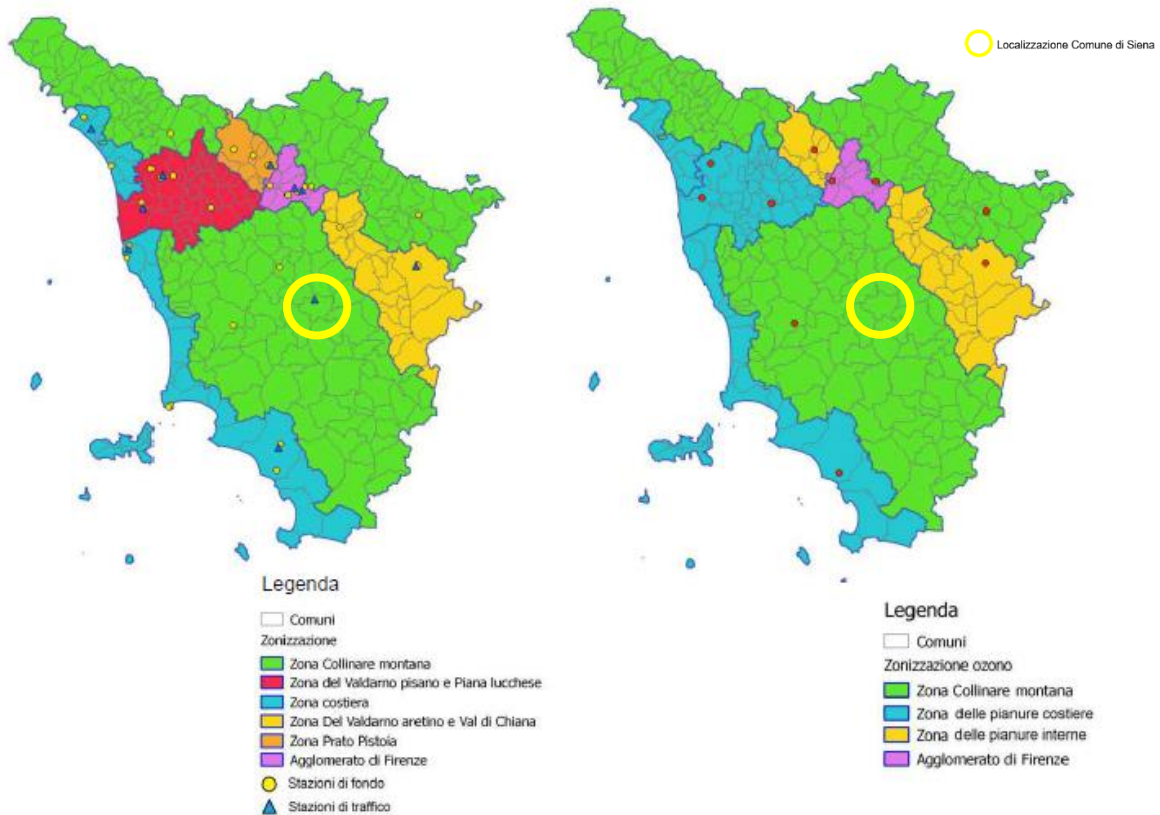 Localizzazione Comune di Siena
Legenda
Comuni
Zonizzazione
Zona Collinare montana
Zona del Valdarno pisano e Piana lucchese
Zona costiera
Zona Del Valdarno aretino e Val di Chiana
Zona Prato Pistoia
Agglomerato di Firenze
Stazioni di fondo
Stazioni di traffico
Legenda
Comuni
Zonizzazione ozono
Zona Collinare montana
Zona delle pianure costiere
Zona delle pianure interne
Agglomerato di Firenze